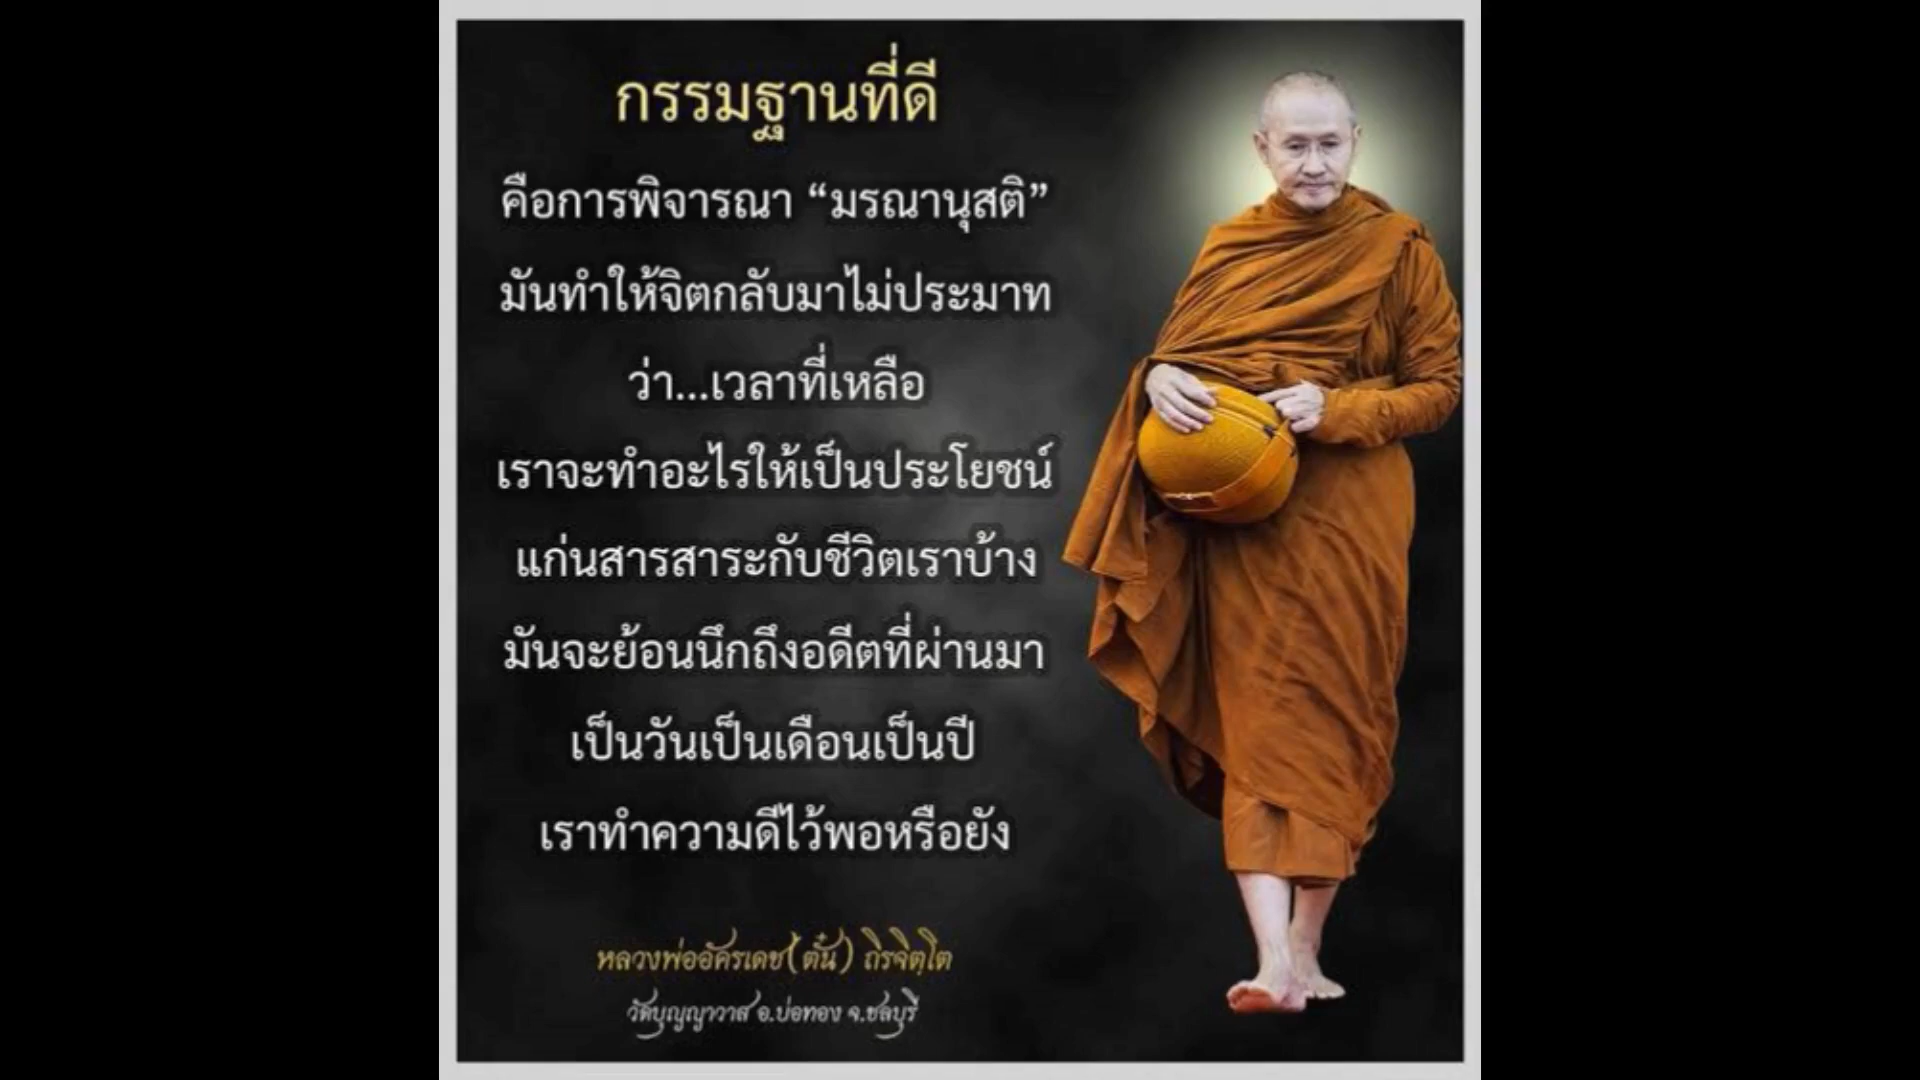 กรรมฐานที่ดี
คือการพิจารณา “มรณานุสติ”
มันทำให้จิตกลับมาไม่ประมาท
ว่า...เวลาที่เหลือ
เราจะทำอะไรให้เป็นประโยชน์
แก่นสารสาระกับชีวิตเราบ้าง
มันจะย้อนนึกถึงอดีตที่ผ่านมา
เป็นวันเป็นเดือนเป็นปี
เราทำความดีไว้พอหรือยัง
หลวงพ่ออัครเดช(ตั๋น) ถิรจิตฺโต
วัดบุญญาวาส อ.บ่อทอง จ.ชลบุรี